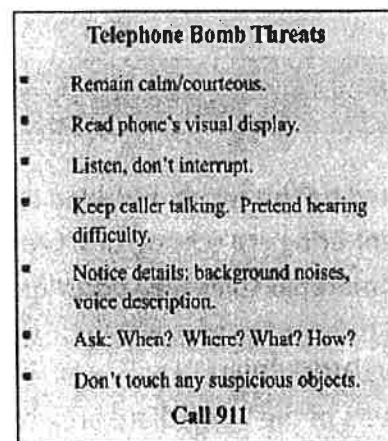 Telephone Bomb Threats
▪ Remain calm/courteous.
▪ Read phone's visual display.
▪ Listen, don't interrupt.
▪ Keep caller talking. Pretend hearing
difficulty.
▪ Notice details: background noises,
voice description.
▪ Ask: When? Where? What? How?
▪ Don't touch any suspicious objects.
Call 911